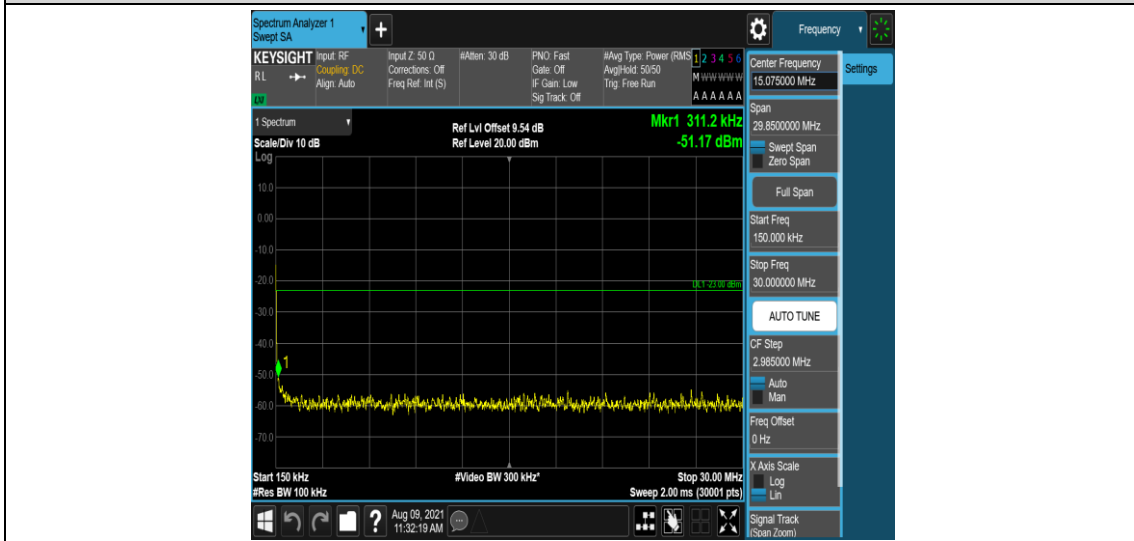 Spectrum Analyzer 1
Swept SA
Frequency
KEYSIGHT Input: RF Input Z: 50 Ω #Atten: 30 dB PNO: Fast #Avg Type: Power (RMS 1 2 3 4 5 6
R L Coupling: DC Corrections: Off Gate: Off Avg|Hold: 50/50 M W W W W W
Align: Auto Freq Ref: Int (S) IF Gain: Low Trig: Free Run
LXI Sig Track: Off A A A A A A
Center Frequency
15.075000 MHz
Settings
Span
29.8500000 MHz
Swept Span
Zero Span
Full Span
Start Freq
150.000 kHz
Stop Freq
30.000000 MHz
AUTO TUNE
CF Step
2.985000 MHz
Auto
Man
Freq Offset
0 Hz
X Axis Scale
Log
Lin
Signal Track
(Span Zoom)
1 Spectrum Ref Lvl Offset 9.54 dB Mkr1 311.2 kHz
Scale/Div 10 dB Ref Level 20.00 dBm -51.17 dBm
Log
10.0
0.00
-10.0
-20.0
DL1 -23.00 dBm
-30.0
-40.0
1
-50.0
-60.0
-70.0
Start 150 kHz #Video BW 300 kHz* Stop 30.00 MHz
#Res BW 100 kHz Sweep 2.00 ms (30001 pts)
? Aug 09, 2021
11:32:19 AM